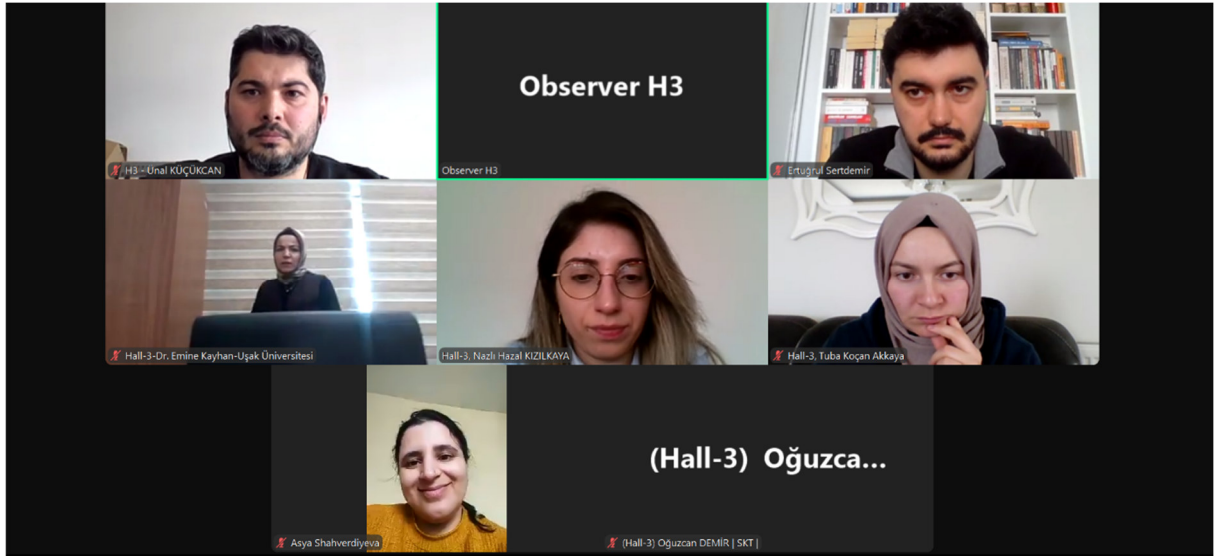 H3 - Ünal KÜÇÜKCAN
Observer H3
Observer H3
Ertuğrul Sertdemir
Hall-3-Dr. Emine Kayhan-Uşak Üniversitesi
Hall-3, Nazlı Hazal KIZILKAYA
Hall-3, Tuba Koçan Akkaya
Asya Shahverdiyeva
(Hall-3) Oğuzca...
(Hall-3) Oğuzcan DEMİR | SKT |